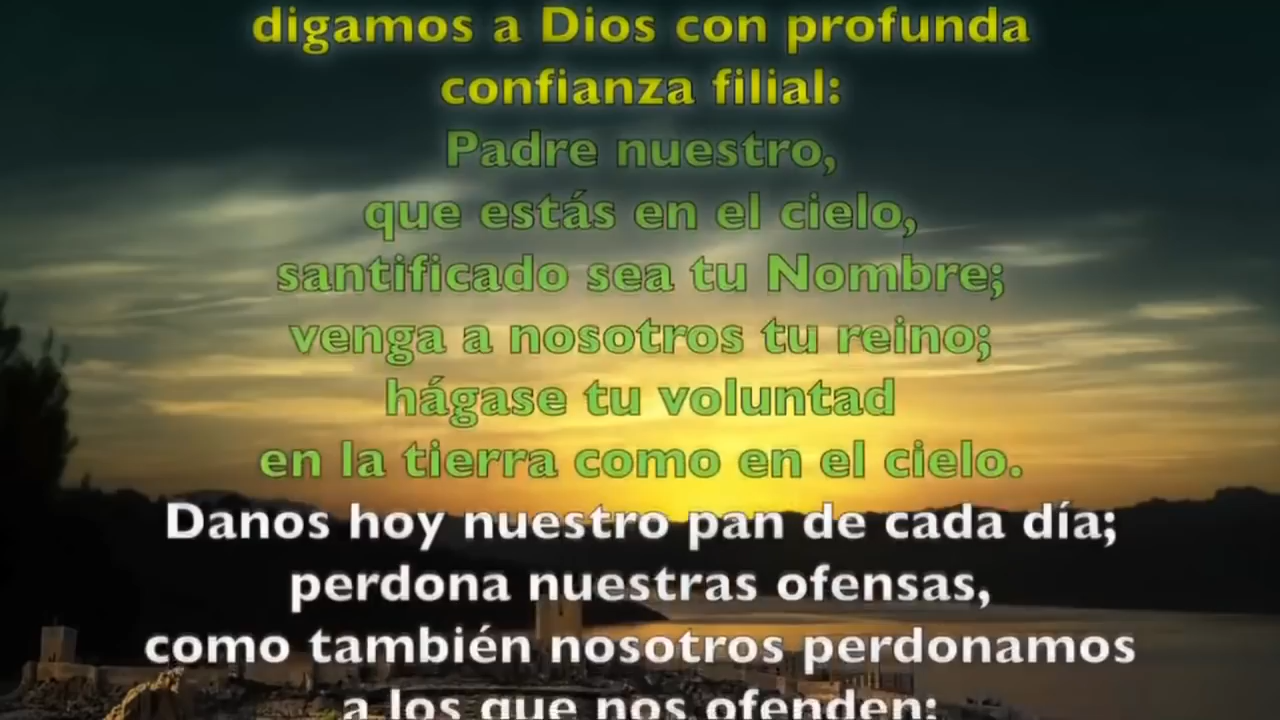 digamos a Dios con profunda
confianza filial:
Padre nuestro,
que estás en el cielo,
santificado sea tu Nombre;
venga a nosotros tu reino;
hágase tu voluntad
en la tierra como en el cielo.
Danos hoy nuestro pan de cada día;
perdona nuestras ofensas,
como también nosotros perdonamos
a los que nos ofenden;